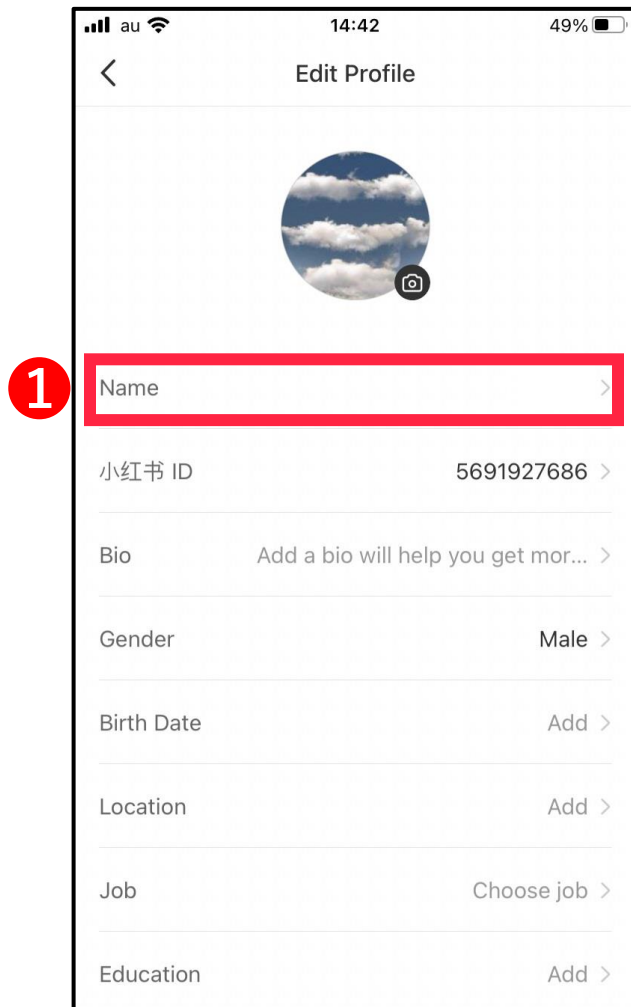 au 14:42 49%
Edit Profile
1 Name
小红书 ID 5691927686
Bio Add a bio will help you get mor...
Gender Male
Birth Date Add
Location Add
Job Choose job
Education Add